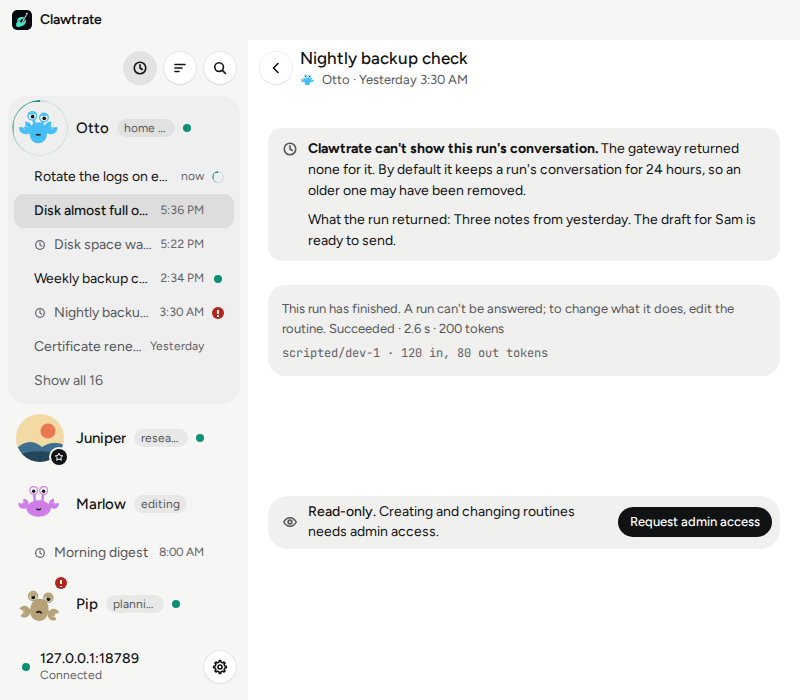 Clawtrate
Otto home ...
Rotate the logs on e... now
Disk almost full o... 5:36 PM
Disk space wa... 5:22 PM
Weekly backup c... 2:34 PM
Nightly backu... 3:30 AM
Certificate rene... Yesterday
Show all 16
Juniper resea...
Marlow editing
Morning digest 8:00 AM
Pip planni...
127.0.0.1:18789
Connected
Nightly backup check
Otto · Yesterday 3:30 AM
Clawtrate can't show this run's conversation. The gateway returned
none for it. By default it keeps a run's conversation for 24 hours, so an
older one may have been removed.
What the run returned: Three notes from yesterday. The draft for Sam is
ready to send.
This run has finished. A run can't be answered; to change what it does, edit the
routine. Succeeded · 2.6 s · 200 tokens
scripted/dev-1 · 120 in, 80 out tokens
Read-only. Creating and changing routines
needs admin access.
Request admin access